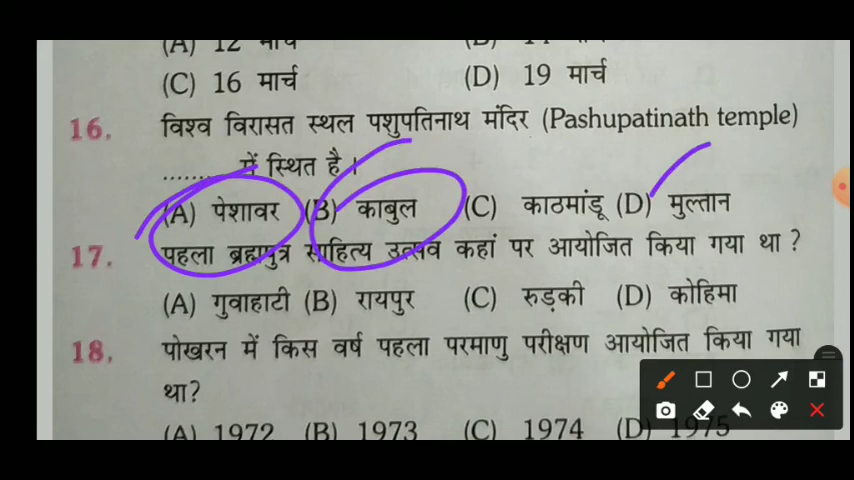 (A) 12 मार्च
(C) 16 मार्च (D) 19 मार्च
16. विश्व विरासत स्थल पशुपतिनाथ मंदिर (Pashupatinath temple)
......... में स्थित है।
(A) पेशावर (B) काबुल (C) काठमांडू (D) मुल्तान
17. पहला ब्रह्मपुत्र साहित्य उत्सव कहां पर आयोजित किया गया था ?
(A) गुवाहाटी (B) रायपुर (C) रुड़की (D) कोहिमा
18. पोखरन में किस वर्ष पहला परमाणु परीक्षण आयोजित किया गया
था?
(A) 1972 (B) 1973 (C) 1974 (D) 1975